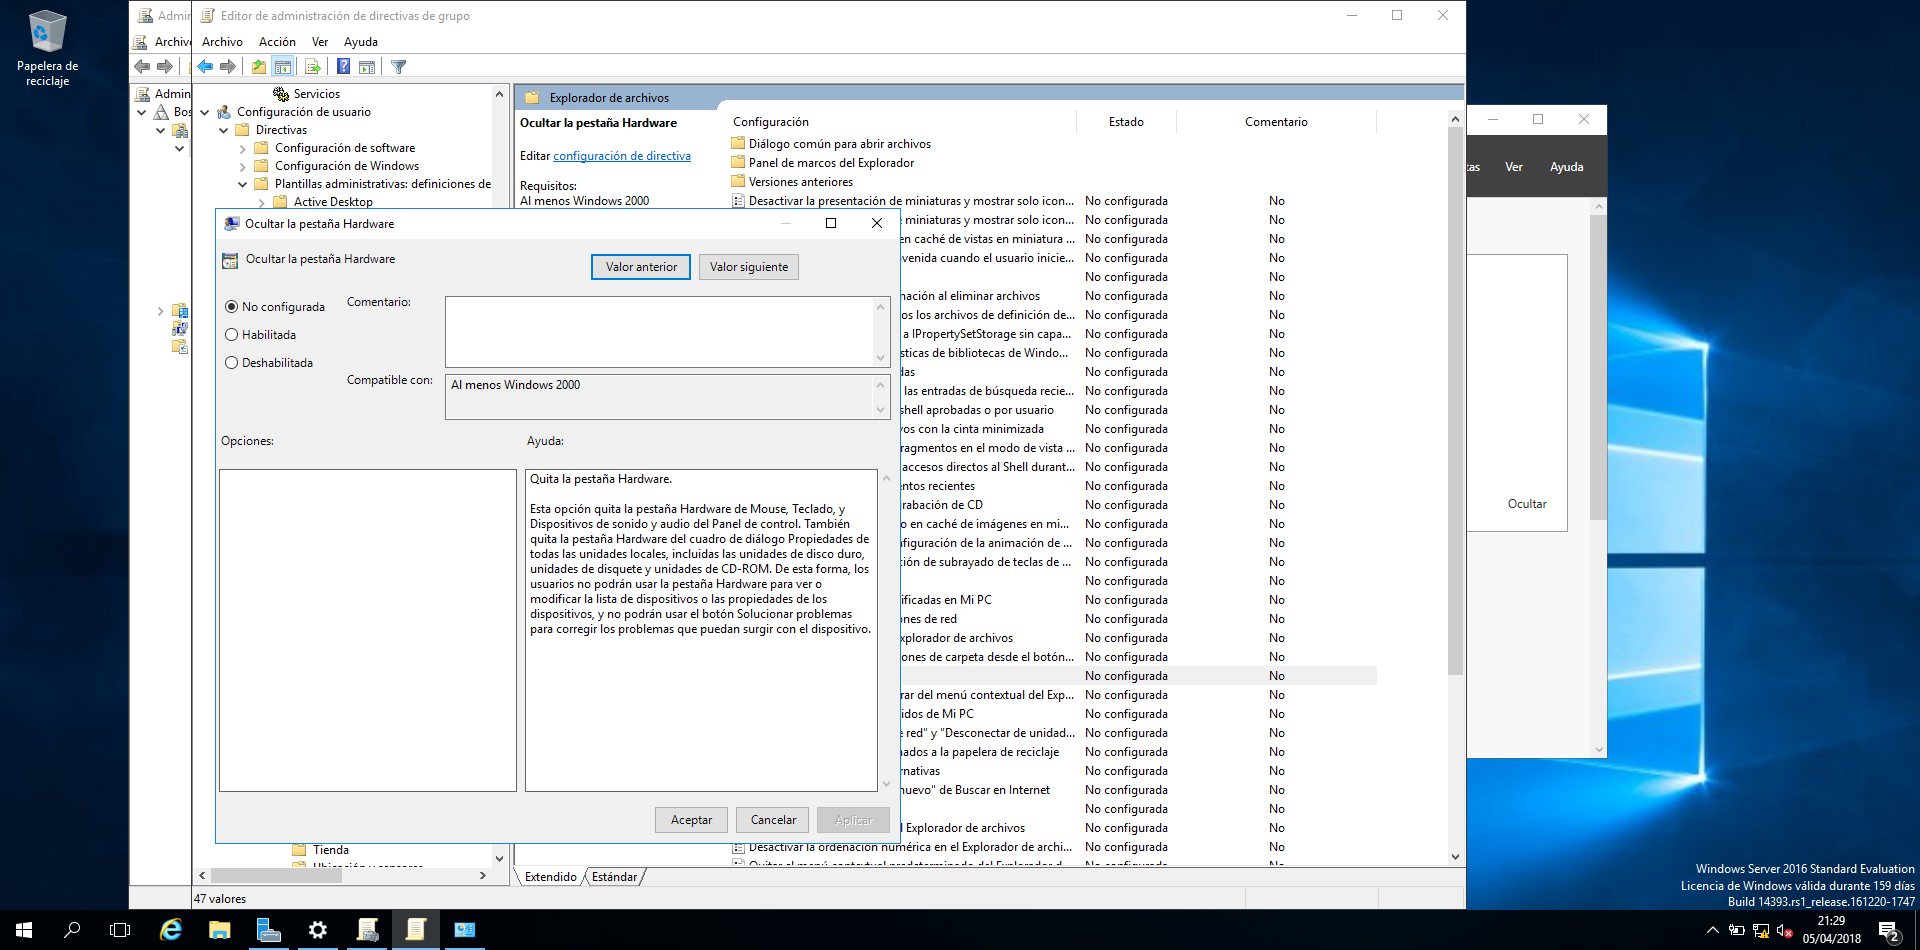 Papelera de
reciclaje
Admin
Archivo
Admin
Bos
Editor de administración de directivas de grupo
Archivo Acción Ver Ayuda
Servicios
Configuración de usuario
Directivas
Configuración de software
Configuración de Windows
Plantillas administrativas: definiciones de
Active Desktop
Tienda
47 valores
Explorador de archivos
Ocultar la pestaña Hardware
Editar configuración de directiva
Requisitos:
Al menos Windows 2000
Configuración Estado Comentario
Diálogo común para abrir archivos
Panel de marcos del Explorador
Versiones anteriores
Desactivar la presentación de miniaturas y mostrar solo icon... No configurada No
miniaturas y mostrar solo icon... No configurada No
en caché de vistas en miniatura ... No configurada No
venida cuando el usuario inicie... No configurada No
No configurada No
nación al eliminar archivos No configurada No
os los archivos de definición de... No configurada No
a IPropertySetStorage sin capa... No configurada No
sticas de bibliotecas de Windo... No configurada No
das No configurada No
las entradas de búsqueda recie... No configurada No
shell aprobadas o por usuario No configurada No
vos con la cinta minimizada No configurada No
ragmentos en el modo de vista ... No configurada No
accesos directos al Shell durant... No configurada No
entos recientes No configurada No
rabación de CD No configurada No
o en caché de imágenes en mi... No configurada No
nfiguración de la animación de ... No configurada No
ción de subrayado de teclas de ... No configurada No
No configurada No
ificadas en Mi PC No configurada No
nes de red No configurada No
xplorador de archivos No configurada No
ones de carpeta desde el botón... No configurada No
No configurada No
rar del menú contextual del Exp... No configurada No
idos de Mi PC No configurada No
e red" y "Desconectar de unidad... No configurada No
nados a la papelera de reciclaje No configurada No
rnativas No configurada No
nuevo" de Buscar en Internet No configurada No
No configurada No
l Explorador de archivos No configurada No
Desactivar la ordenación numérica en el Explorador de archi... No configurada No
Extendido Estándar
Ocultar la pestaña Hardware
Ocultar la pestaña Hardware
Valor anterior Valor siguiente
No configurada
Habilitada
Deshabilitada
Comentario:
Compatible con:
Al menos Windows 2000
Opciones:
Ayuda:
Quita la pestaña Hardware.
Esta opción quita la pestaña Hardware de Mouse, Teclado, y
Dispositivos de sonido y audio del Panel de control. También
quita la pestaña Hardware del cuadro de diálogo Propiedades de
todas las unidades locales, incluidas las unidades de disco duro,
unidades de disquete y unidades de CD-ROM. De esta forma, los
usuarios no podrán usar la pestaña Hardware para ver o
modificar la lista de dispositivos o las propiedades de los
dispositivos, y no podrán usar el botón Solucionar problemas
para corregir los problemas que puedan surgir con el dispositivo.
Aceptar Cancelar Aplicar
tas Ver Ayuda
Ocultar
Windows Server 2016 Standard Evaluation
Licencia de Windows válida durante 159 días
Build 14393.rs1_release.161220-1747
21:29
05/04/2018
2